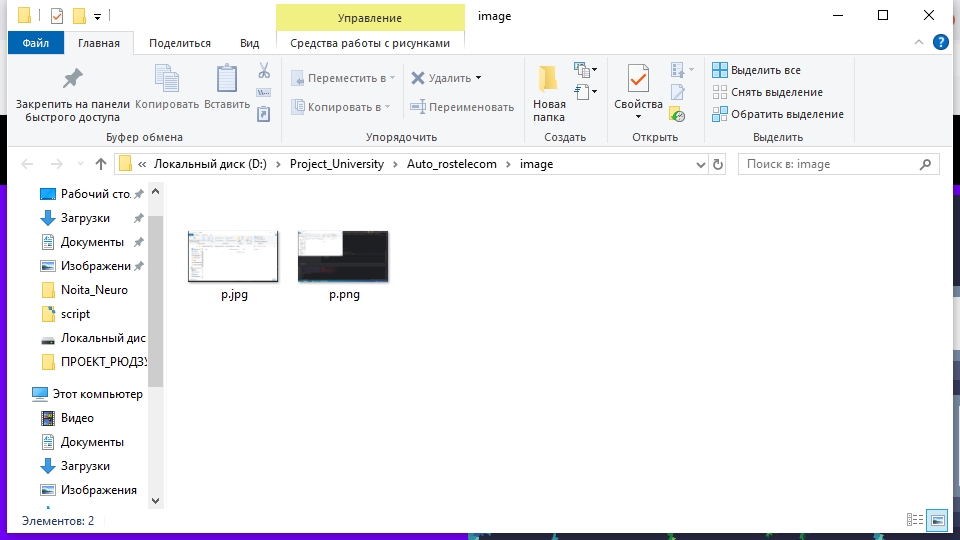 Управление
image
Файл
Главная
Поделиться
Вид
Средства работы с рисунками
Закрепить на панели быстрого доступа
Копировать
Вставить
Буфер обмена
Переместить в
Копировать в
Удалить
Переименовать
Упорядочить
Новая папка
Создать
Свойства
Открыть
Выделить все
Снять выделение
Обратить выделение
Выделить
« Локальный диск (D:) > Project_University > Auto_rostelecom > image
Поиск в: image
Рабочий сто.
Загрузки
Документы
Изображени
Noita_Neuro
script
Локальный дис
ПРОЕКТ_РЮДЗУ
Этот компьютер
Видео
Документы
Загрузки
Изображения
p.jpg
p.png
Элементов: 2